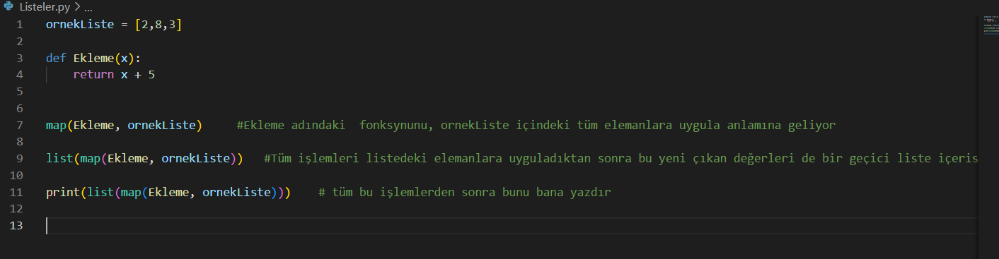 Listeler.py > ...
1 ornekListe = [2,8,3]
2
3 def Ekleme(x):
4 return x + 5
5
6
7 map(Ekleme, ornekListe) #Ekleme adındaki  fonksynunu, ornekListe içindeki tüm elemanlara uygula anlamına geliyor
8
9 list(map(Ekleme, ornekListe)) #Tüm işlemleri listedeki elemanlara uyguladıktan sonra bu yeni çıkan değerleri de bir geçici liste içeris
10
11 print(list(map(Ekleme, ornekListe))) # tüm bu işlemlerden sonra bunu bana yazdır
12
13